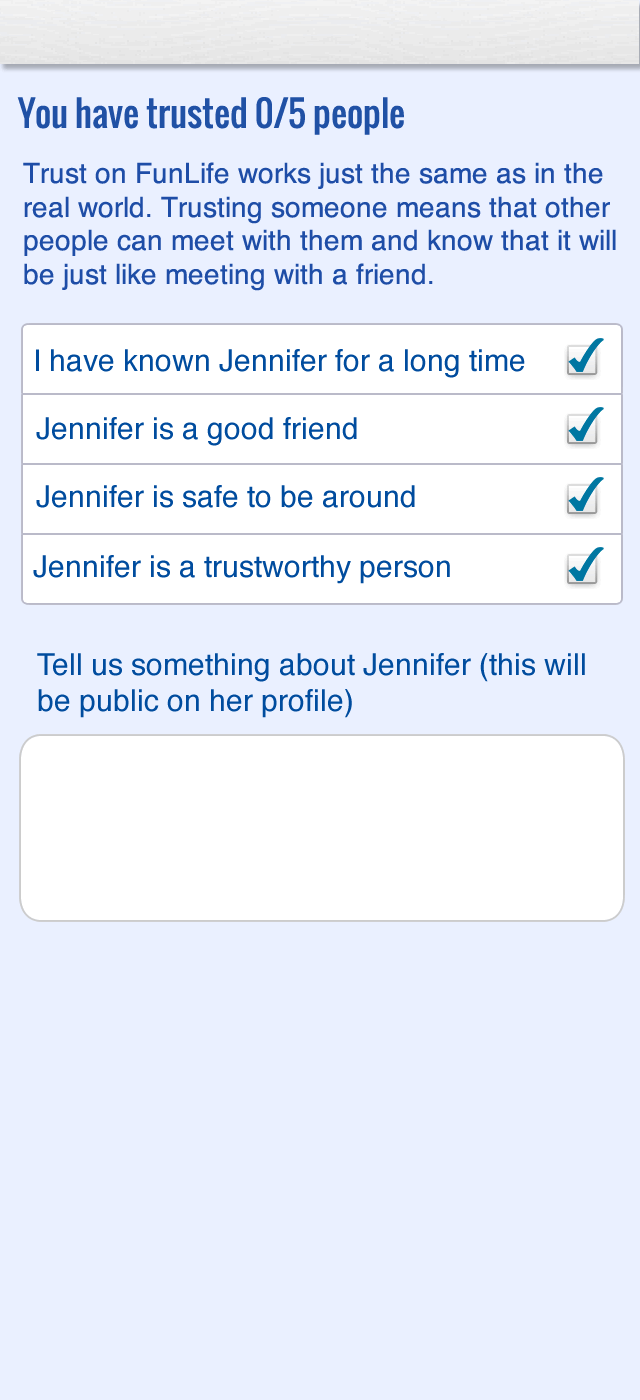 You have trusted 0/5 people
Trust on FunLife works just the same as in the
real world. Trusting someone means that other
people can meet with them and know that it will
be just like meeting with a friend.
I have known Jennifer for a long time
Jennifer is a good friend
Jennifer is safe to be around
Jennifer is a trustworthy person
Tell us something about Jennifer (this will
be public on her profile)